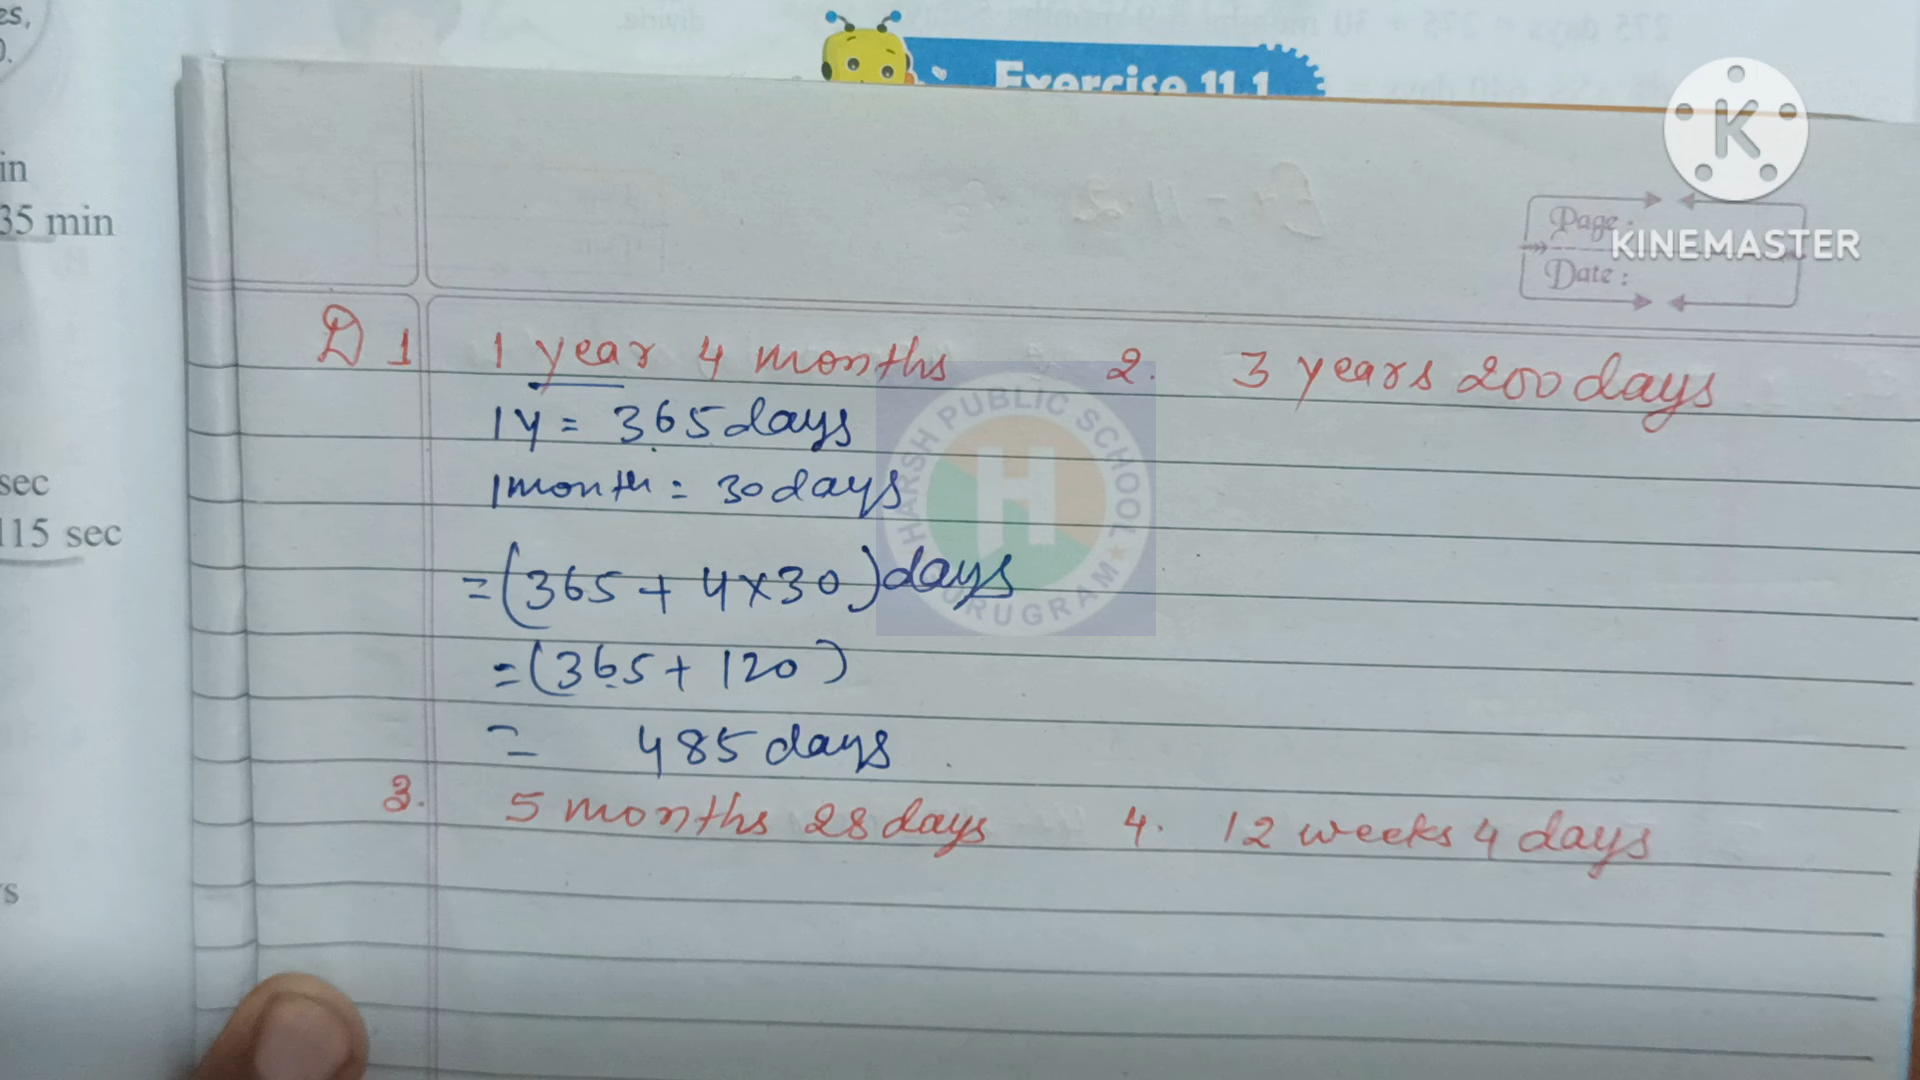 es,
Exercise 11.1
in
35 min
Page :
KINEMASTER
Date :
D 1 1 year 4 months 2. 3 years 200 days
1 y = 365 days
1 month = 30 days
sec
115 sec
= (365 + 4 x 30) days
= (365 + 120)
= 485 days
3. 5 months 28 days 4. 12 weeks 4 days
HARSH PUBLIC SCHOOL
H
GURUGRAM
K